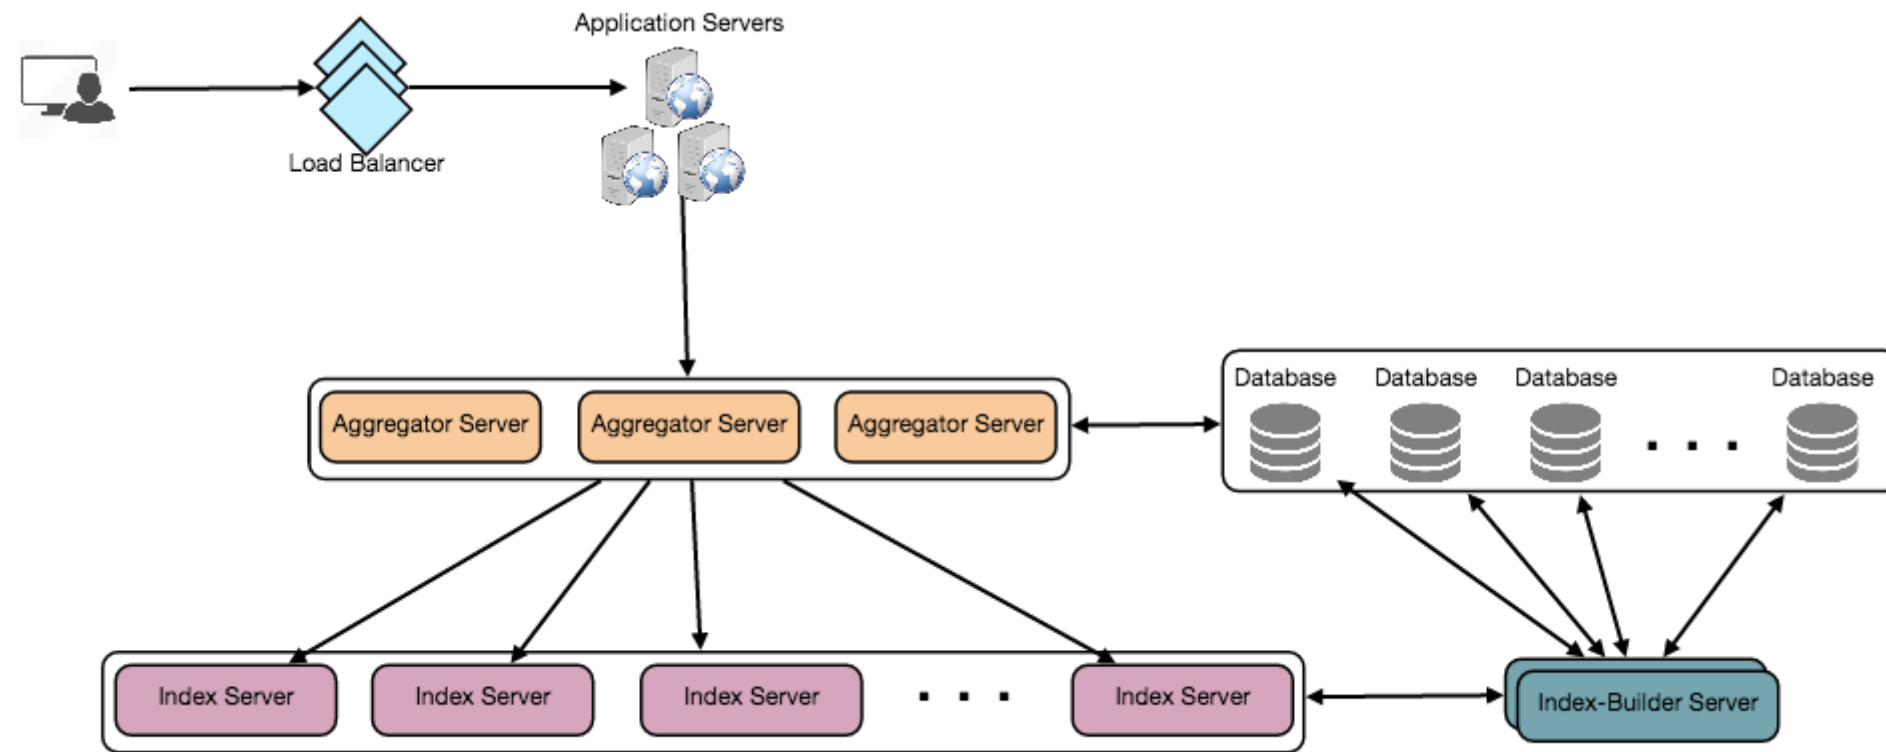 Application Servers
Load Balancer
Database Database Database Database
Aggregator Server Aggregator Server Aggregator Server
Index Server Index Server Index Server Index Server
Index-Builder Server